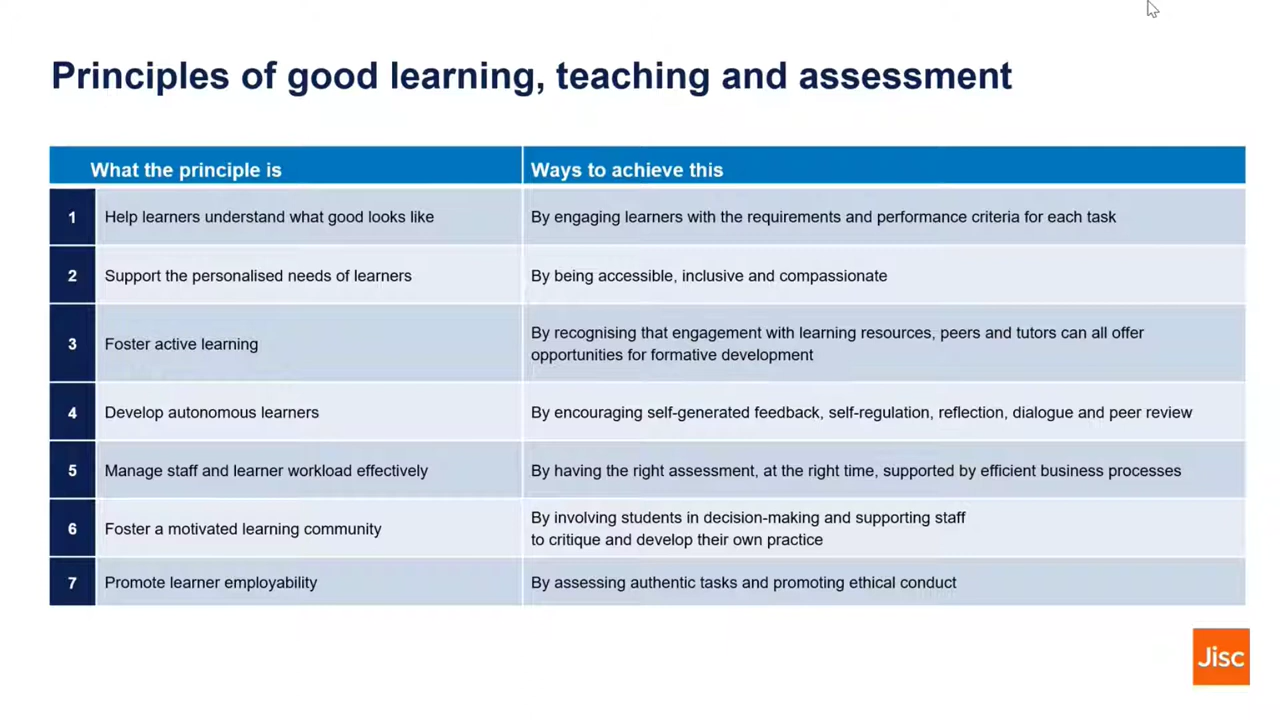 Principles of good learning, teaching and assessment
What the principle is
Ways to achieve this
1
Help learners understand what good looks like
By engaging learners with the requirements and performance criteria for each task
2
Support the personalised needs of learners
By being accessible, inclusive and compassionate
3
Foster active learning
By recognising that engagement with learning resources, peers and tutors can all offer
opportunities for formative development
4
Develop autonomous learners
By encouraging self-generated feedback, self-regulation, reflection, dialogue and peer review
5
Manage staff and learner workload effectively
By having the right assessment, at the right time, supported by efficient business processes
6
Foster a motivated learning community
By involving students in decision-making and supporting staff
to critique and develop their own practice
7
Promote learner employability
By assessing authentic tasks and promoting ethical conduct
Jisc